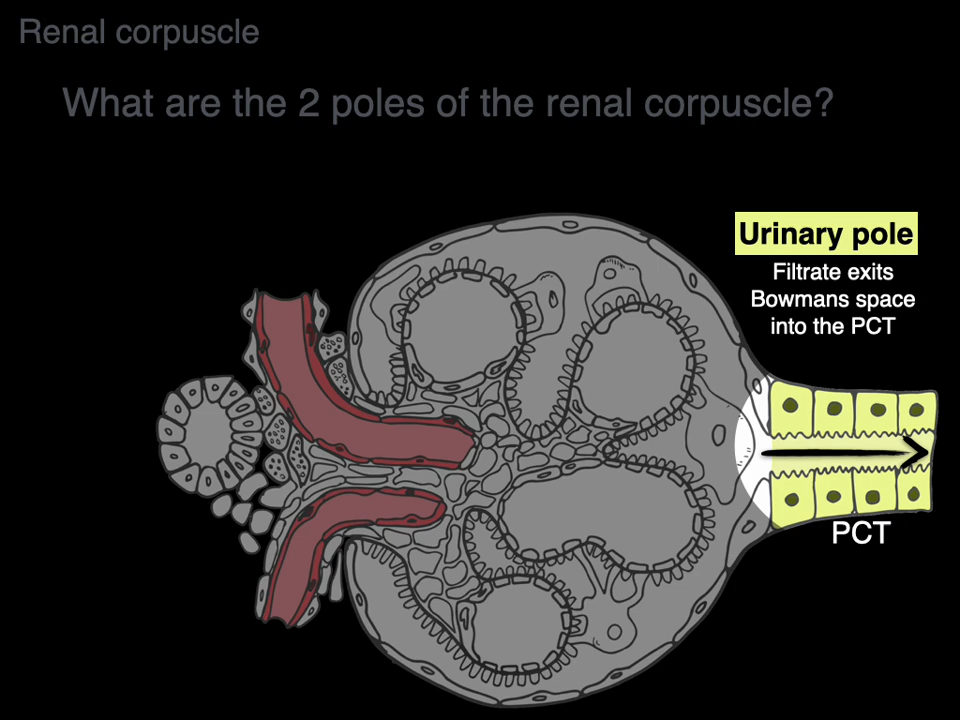 Renal corpuscle
What are the 2 poles of the renal corpuscle?
Urinary pole
Filtrate exits
Bowmans space
into the PCT
PCT